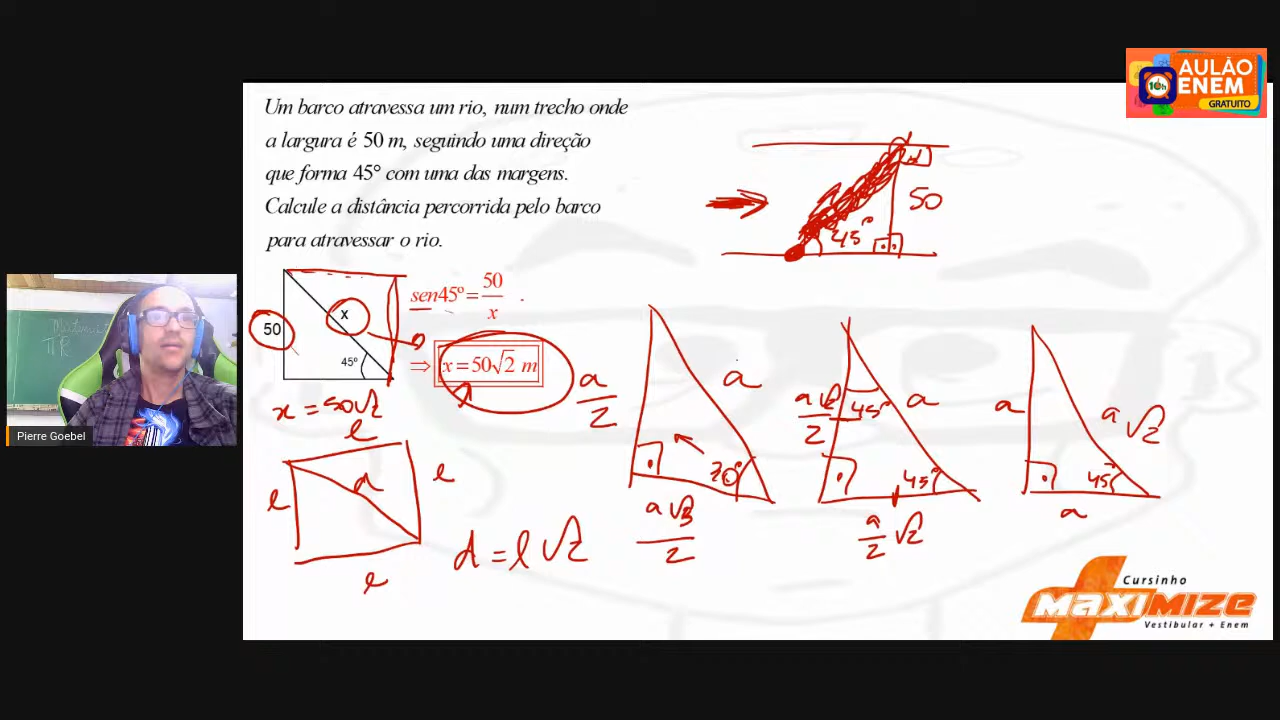 AULÃO
ENEM
GRATUITO
10h
Um barco atravessa um rio, num trecho onde
a largura é 50 m, seguindo uma direção
que forma 45° com uma das margens.
Calcule a distância percorrida pelo barco
para atravessar o rio.
50
45°
50
x
45°
sen45º = 50/x
⇒ x = 50√2 m
x = 50√2
l
l
l
d
l
d = l√2
a/2
a
a√3/2
a√2/2
45°
a
45°
a/2 √2
a
a√2
45°
a
Pierre Goebel
Cursinho
MAXIMIZE
Vestibular + Enem